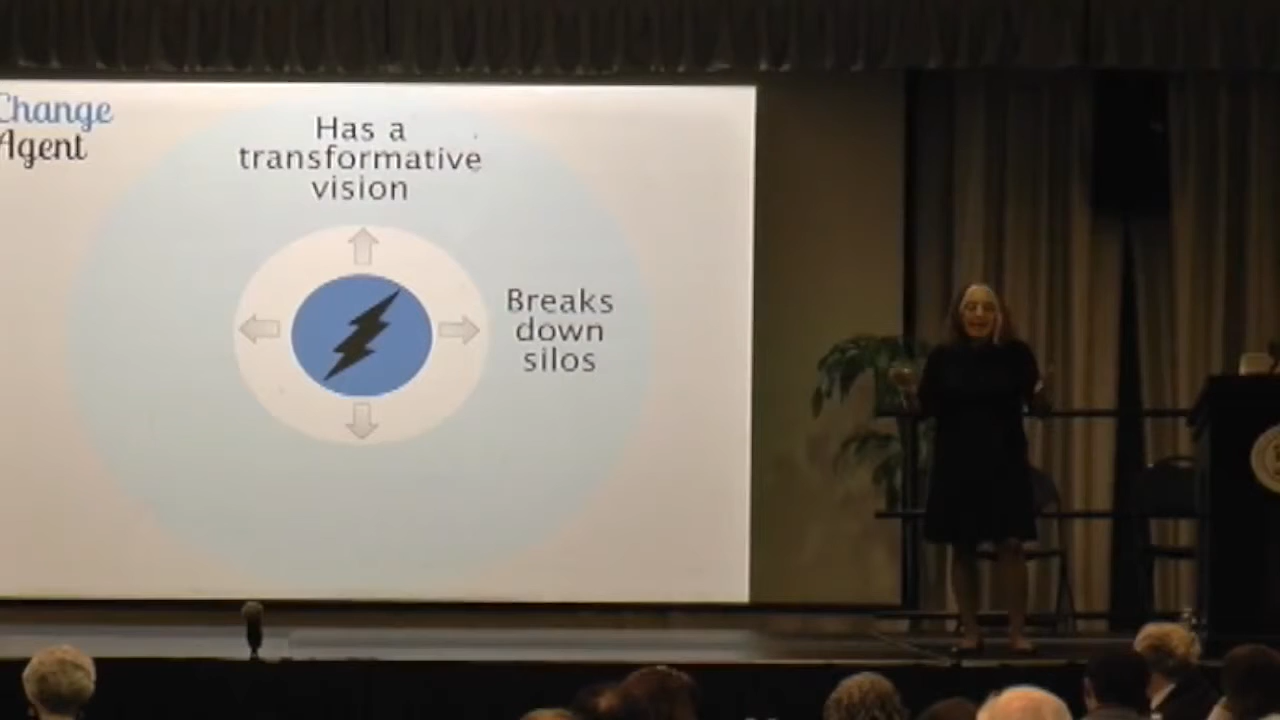 Change
Agent
Has a
transformative
vision
Breaks
down
silos